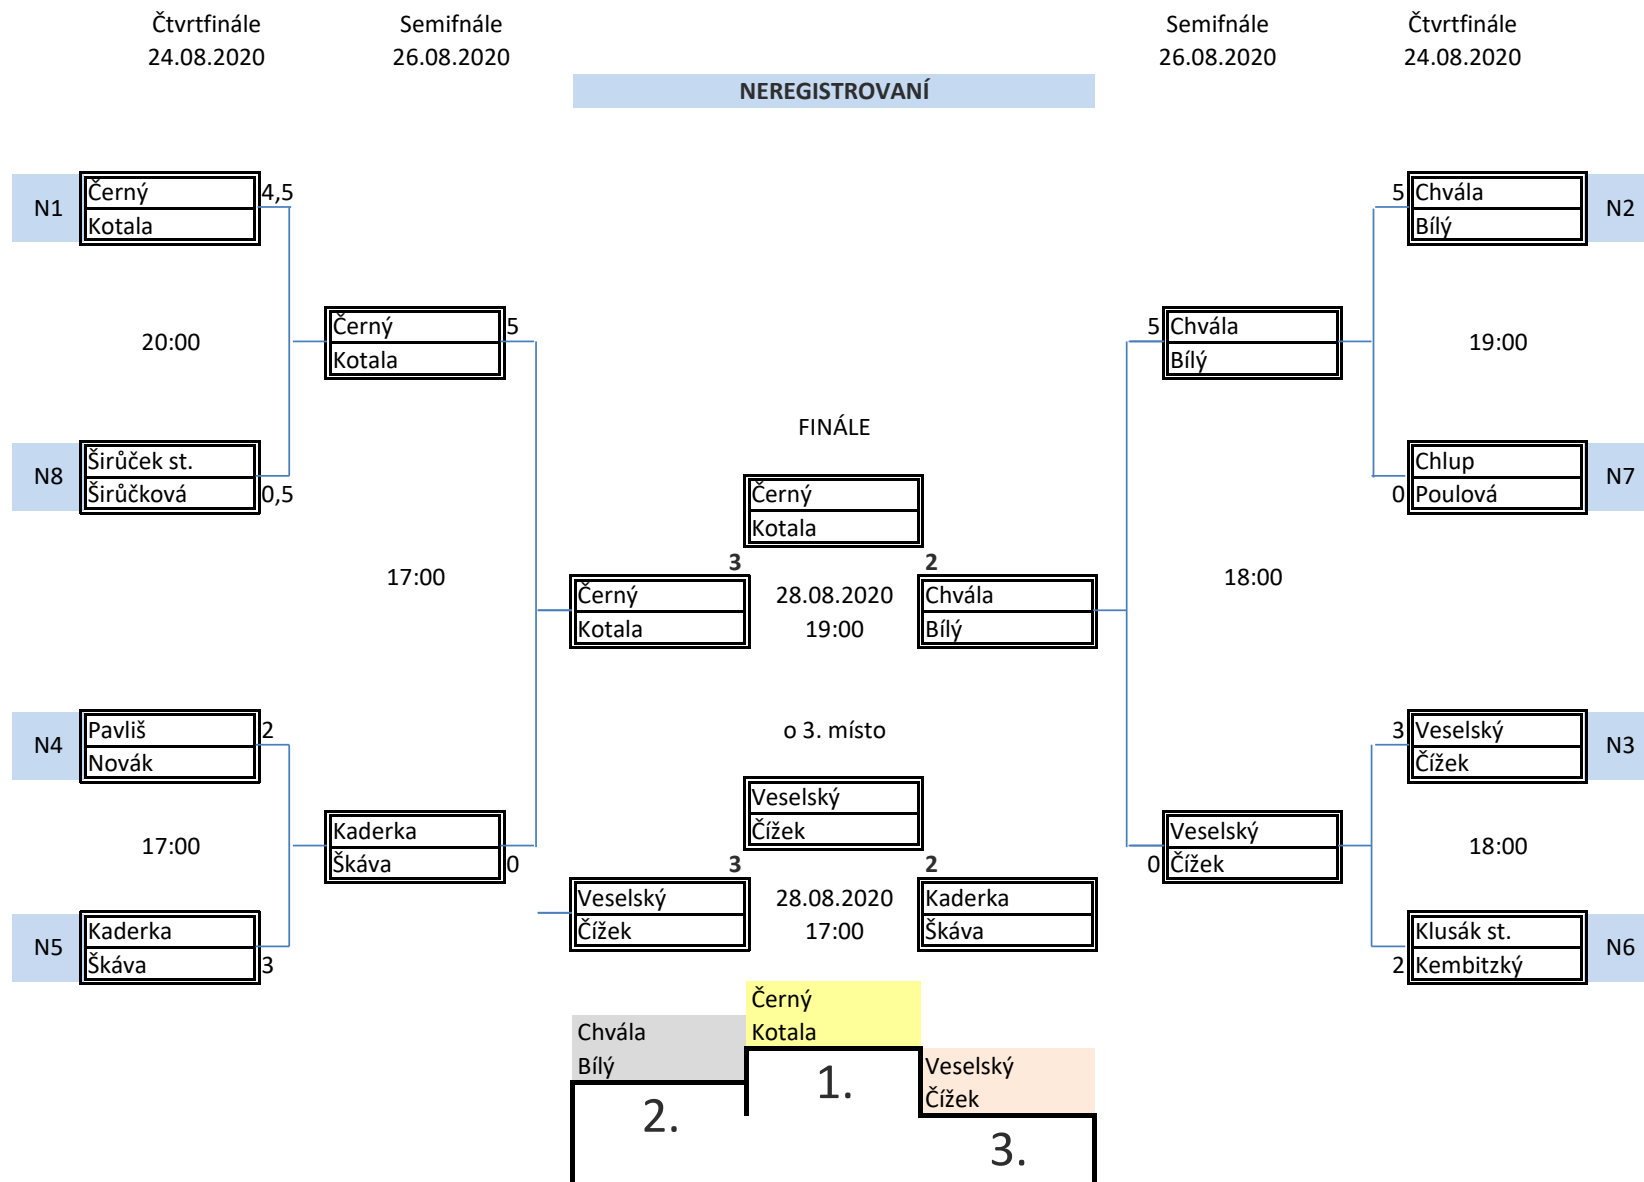 Čtvrtfinále Semifnále Semifnále Čtvrtfinále
24.08.2020 26.08.2020 26.08.2020 24.08.2020
NEREGISTROVANÍ
N1 Černý 4,5 5 Chvála N2
Kotala Bílý
20:00 Černý 5 5 Chvála 19:00
Kotala Bílý
FINÁLE
N8 Širůček st. Chlup N7
Širůčková 0,5 0 Poulová
Černý
Kotala
3 2
17:00 18:00
Černý 28.08.2020 Chvála
Kotala 19:00 Bílý
N4 Pavliš 2 o 3. místo 3 Veselský N3
Novák Čížek
Veselský
Čížek
17:00 Kaderka Veselský 18:00
Škáva 0 0 Čížek
3 2
Veselský 28.08.2020 Kaderka
Čížek 17:00 Škáva
N5 Kaderka Klusák st. N6
Škáva 3 2 Kembitzký
Černý
Kotala
Chvála
Bílý
Veselský
Čížek
1.
2.
3.